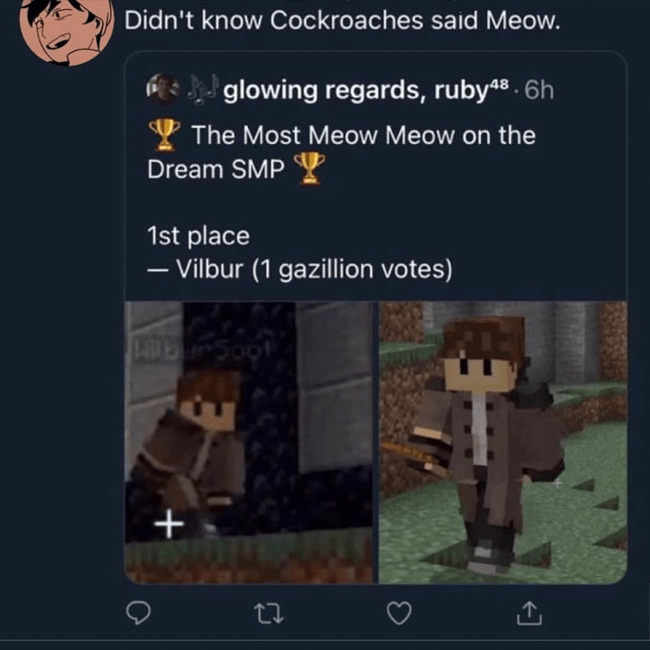 Didn't know Cockroaches said Meow.
glowing regards, ruby⁴⁸ · 6h
🏆 The Most Meow Meow on the
Dream SMP 🏆
1st place
— Vilbur (1 gazillion votes)
WilburSoot